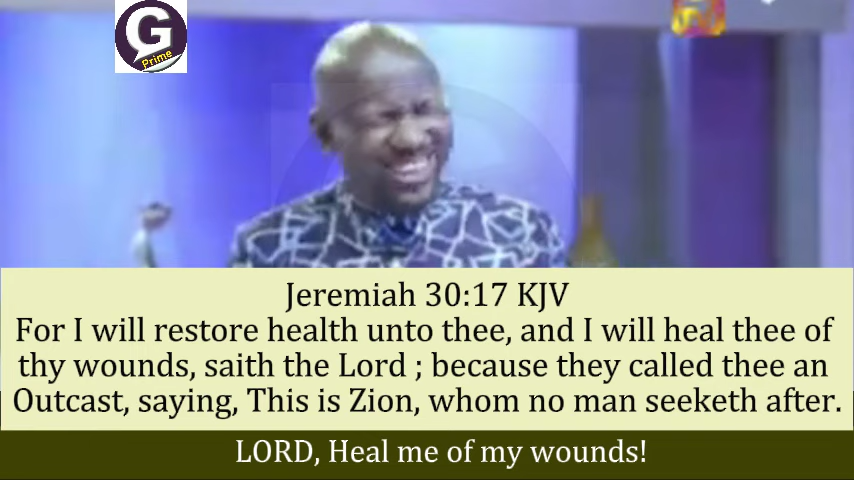 G
Prime
Jeremiah 30:17 KJV
For I will restore health unto thee, and I will heal thee of
thy wounds, saith the Lord ; because they called thee an
Outcast, saying, This is Zion, whom no man seeketh after.
LORD, Heal me of my wounds!